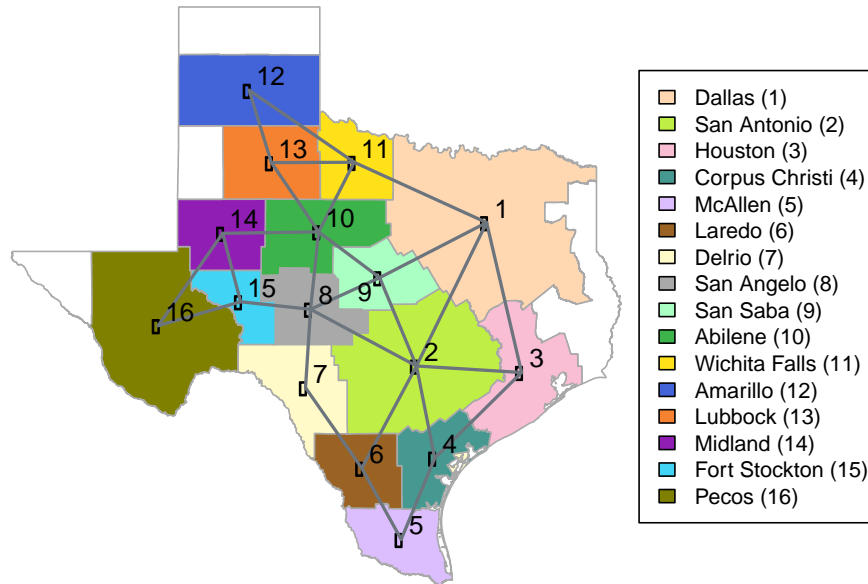 12
13
11
14
10
1
15
8
9
16
2
3
7
6
4
5
Dallas (1)
San Antonio (2)
Houston (3)
Corpus Christi (4)
McAllen (5)
Laredo (6)
Delrio (7)
San Angelo (8)
San Saba (9)
Abilene (10)
Wichita Falls (11)
Amarillo (12)
Lubbock (13)
Midland (14)
Fort Stockton (15)
Pecos (16)